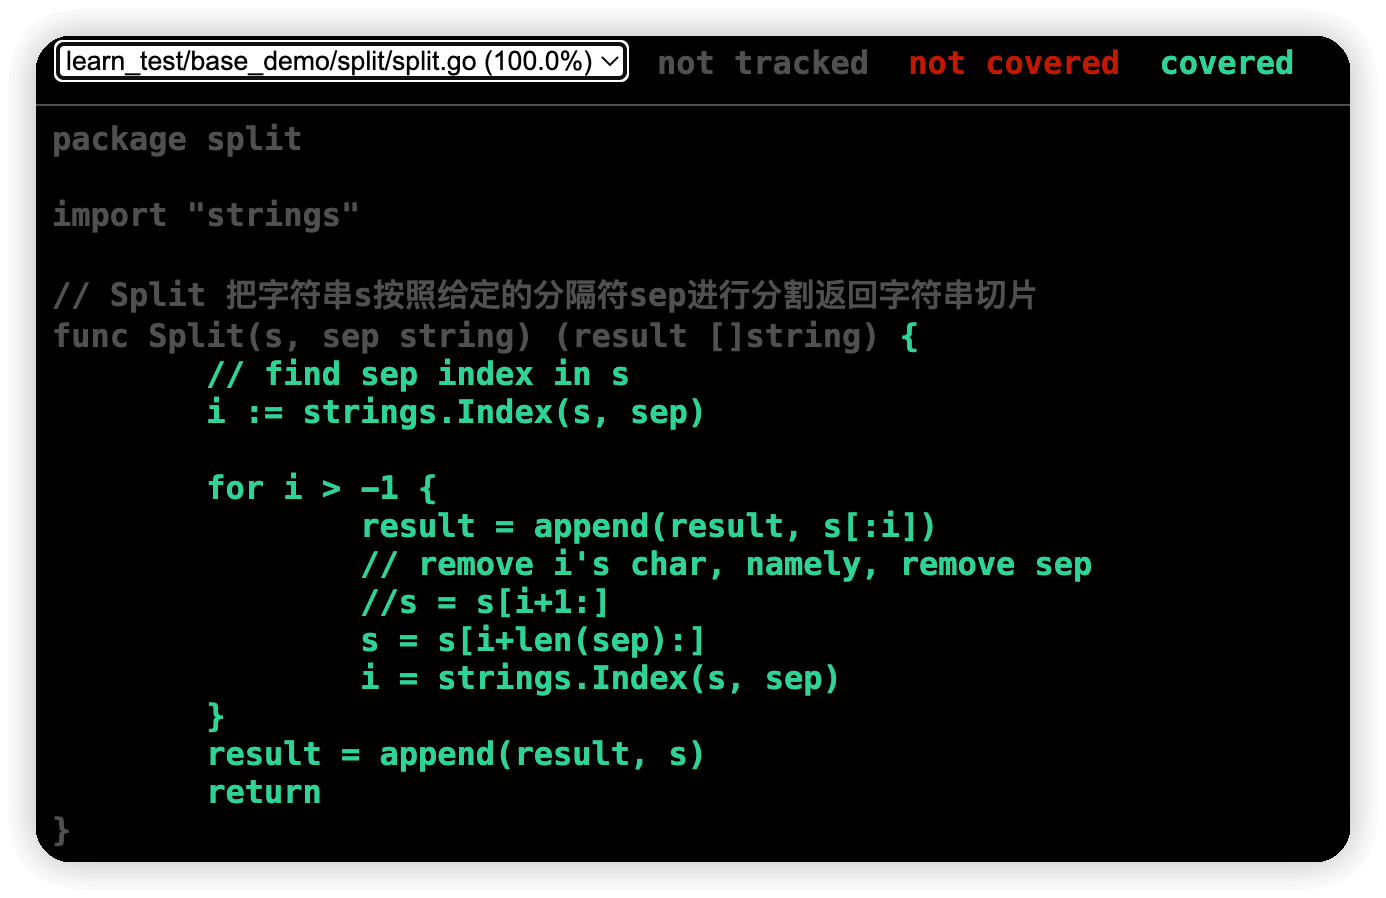 learn_test/base_demo/split/split.go (100.0%) not tracked not covered covered
package split
import "strings"
// Split 把字符串s按照给定的分隔符sep进行分割返回字符串切片
func Split(s, sep string) (result []string) {
// find sep index in s
i := strings.Index(s, sep)
for i > -1 {
result = append(result, s[:i])
// remove i's char, namely, remove sep
//s = s[i+1:]
s = s[i+len(sep):]
i = strings.Index(s, sep)
}
result = append(result, s)
return
}